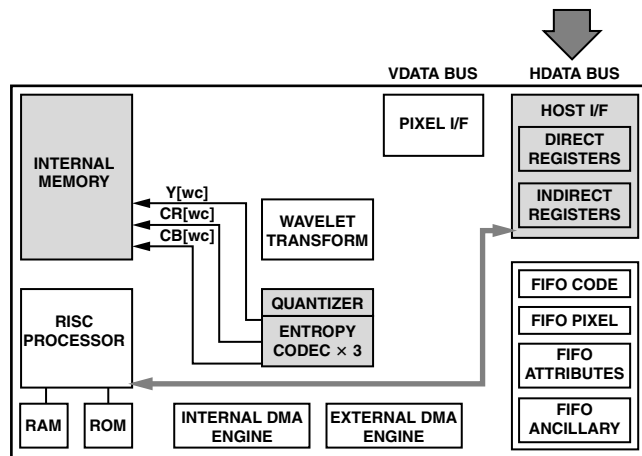 VDATA BUS
HDATA BUS
INTERNAL
MEMORY
PIXEL I/F
HOST I/F
DIRECT
REGISTERS
INDIRECT
REGISTERS
Y[wc]
CR[wc]
CB[wc]
WAVELET
TRANSFORM
QUANTIZER
ENTROPY
CODEC × 3
RISC
PROCESSOR
RAM
ROM
INTERNAL DMA
ENGINE
EXTERNAL DMA
ENGINE
FIFO CODE
FIFO PIXEL
FIFO
ATTRIBUTES
FIFO
ANCILLARY